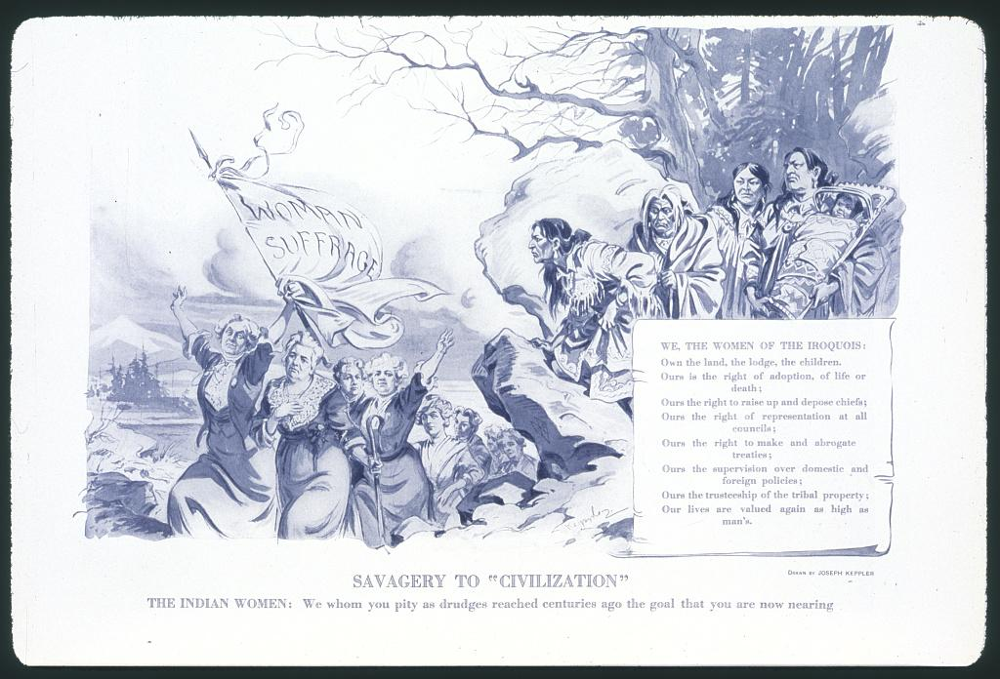 WOMAN
SUFFRAGE
WE, THE WOMEN OF THE IROQUOIS:
Own the land, the lodge, the children.
Ours is the right of adoption, of life or
death;
Ours the right to raise up and depose chiefs;
Ours the right of representation at all
councils;
Ours the right to make and abrogate
treaties;
Ours the supervision over domestic and
foreign policies;
Ours the trusteeship of the tribal property;
Our lives are valued again as high as
man's.
DRAWN BY JOSEPH KEPPLER
SAVAGERY TO "CIVILIZATION"
THE INDIAN WOMEN: We whom you pity as drudges reached centuries ago the goal that you are now nearing